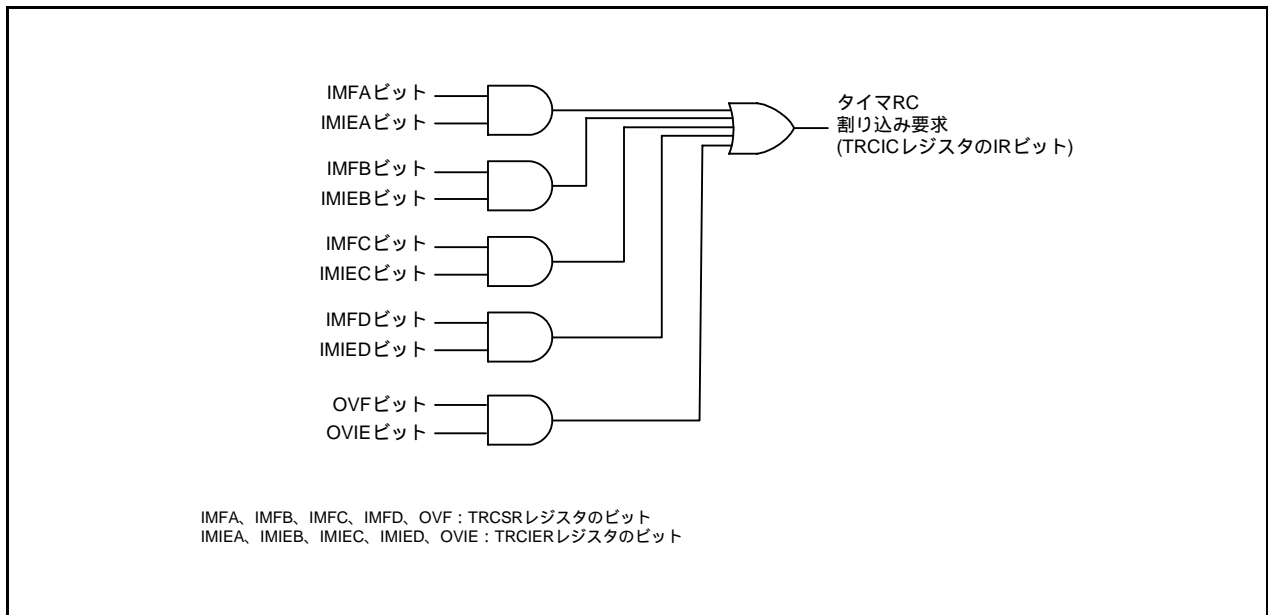 IMFAビット
IMIEAビット
IMFBビット
IMIEBビット
IMFCビット
IMIECビット
IMFDビット
IMIEDビット
OVFビット
OVIEビット
タイマRC
割り込み要求
(TRCICレジスタのIRビット)
IMFA、IMFB、IMFC、IMFD、OVF：TRCSRレジスタのビット
IMIEA、IMIEB、IMIEC、IMIED、OVIE：TRCIERレジスタのビット